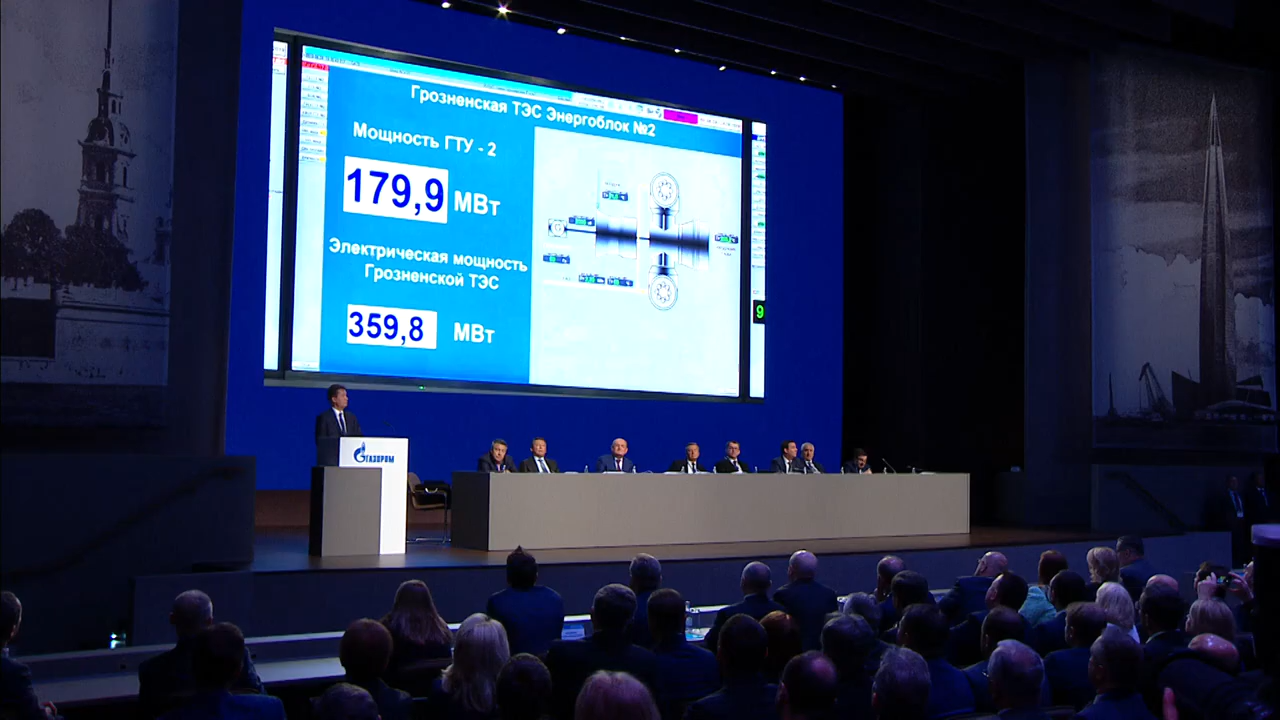 Грозненская ТЭС Энергоблок №2
Мощность ГТУ - 2
179,9 МВт
Электрическая мощность
Грозненской ТЭС
359,8 МВт
9
ГАЗПРОМ